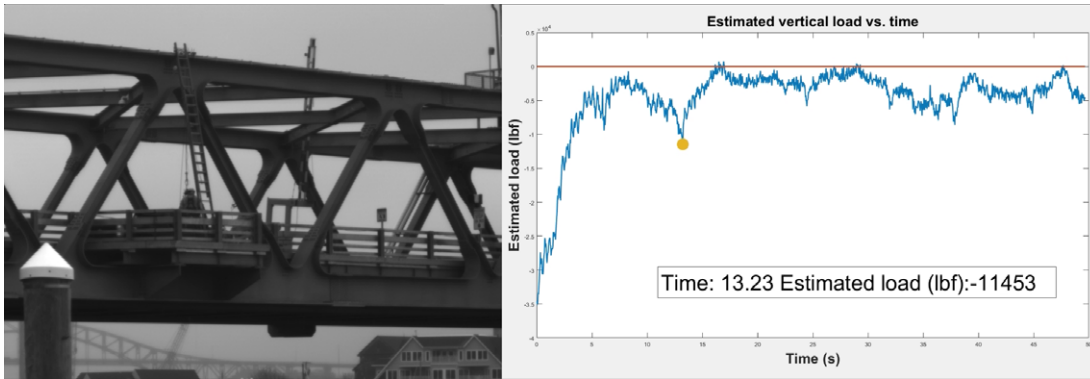 Estimated vertical load vs. time
×10⁴
0.5
0
-0.5
-1
-1.5
-2
-2.5
-3
-3.5
-4
Estimated load (lbf)
Time: 13.23 Estimated load (lbf):-11453
0 5 10 15 20 25 30 35 40 45 50
Time (s)